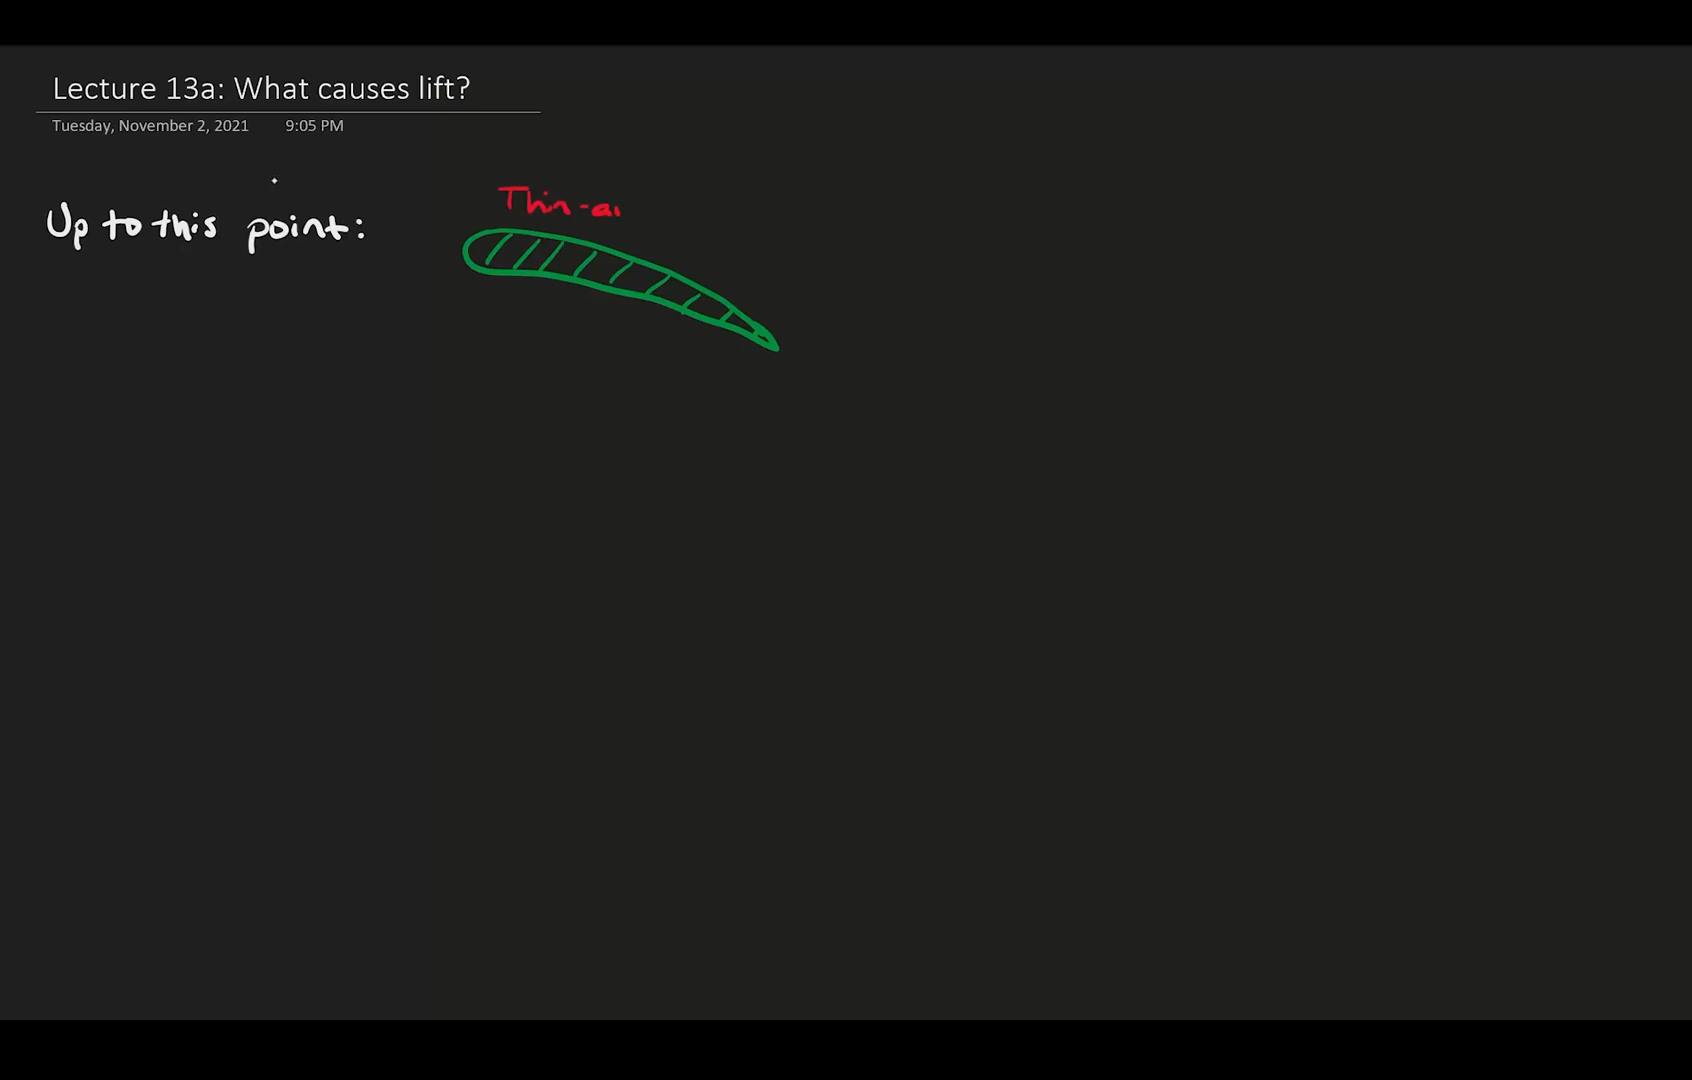 Lecture 13a: What causes lift?
Tuesday, November 2, 2021 9:05 PM
Thin-ai
Up to this point: